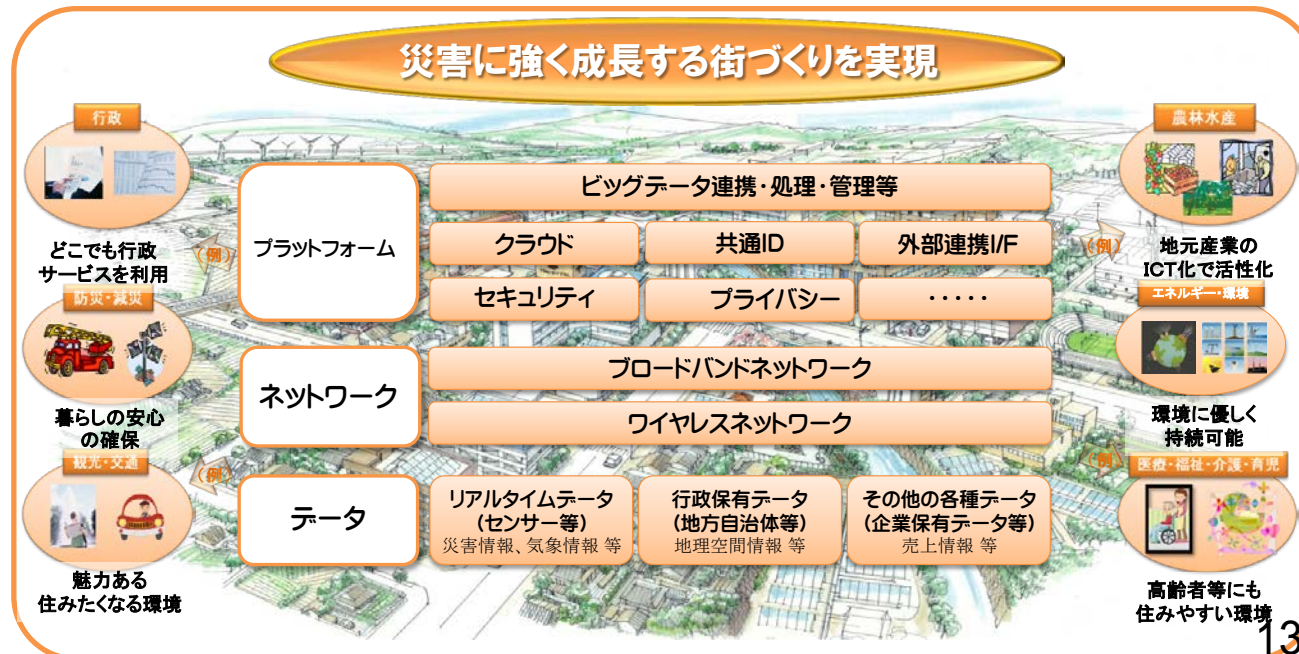 災害に強く成長する街づくりを実現
行政
どこでも行政
サービスを利用
(例)
防災・減災
暮らしの安心
の確保
観光・交通
(例)
魅力ある
住みたくなる環境
プラットフォーム
ビッグデータ連携・処理・管理等
クラウド
共通ID
外部連携I/F
セキュリティ
プライバシー
・・・・・
ネットワーク
ブロードバンドネットワーク
ワイヤレスネットワーク
データ
リアルタイムデータ
(センサー等)
災害情報、気象情報 等
行政保有データ
(地方自治体等)
地理空間情報 等
その他の各種データ
(企業保有データ等)
売上情報 等
農林水産
(例)
地元産業の
ICT化で活性化
エネルギー・環境
環境に優しく
持続可能
(例)
医療・福祉・介護・育児
高齢者等にも
住みやすい環境
13